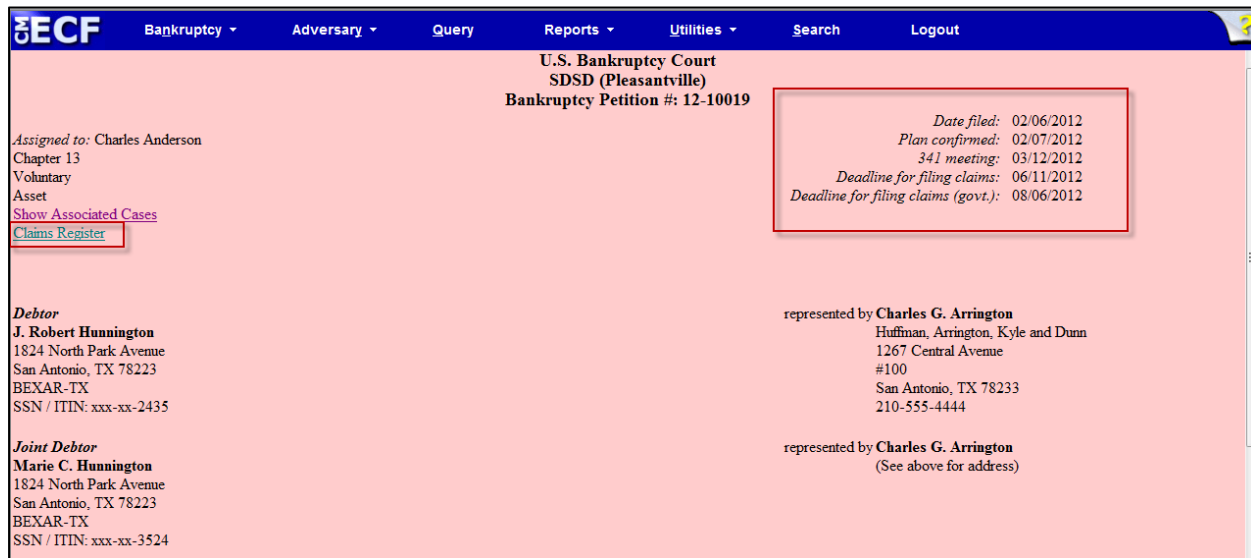 CM ECF Bankruptcy Adversary Query Reports Utilities Search Logout ?
U.S. Bankruptcy Court
SDSD (Pleasantville)
Bankruptcy Petition #: 12-10019
Date filed: 02/06/2012
Plan confirmed: 02/07/2012
341 meeting: 03/12/2012
Deadline for filing claims: 06/11/2012
Deadline for filing claims (govt.): 08/06/2012
Assigned to: Charles Anderson
Chapter 13
Voluntary
Asset
Show Associated Cases
Claims Register
Debtor
J. Robert Hunnington
1824 North Park Avenue
San Antonio, TX 78223
BEXAR-TX
SSN / ITIN: xxx-xx-2435
represented by Charles G. Arrington
Huffman, Arrington, Kyle and Dunn
1267 Central Avenue
#100
San Antonio, TX 78233
210-555-4444
Joint Debtor
Marie C. Hunnington
1824 North Park Avenue
San Antonio, TX 78223
BEXAR-TX
SSN / ITIN: xxx-xx-3524
represented by Charles G. Arrington
(See above for address)